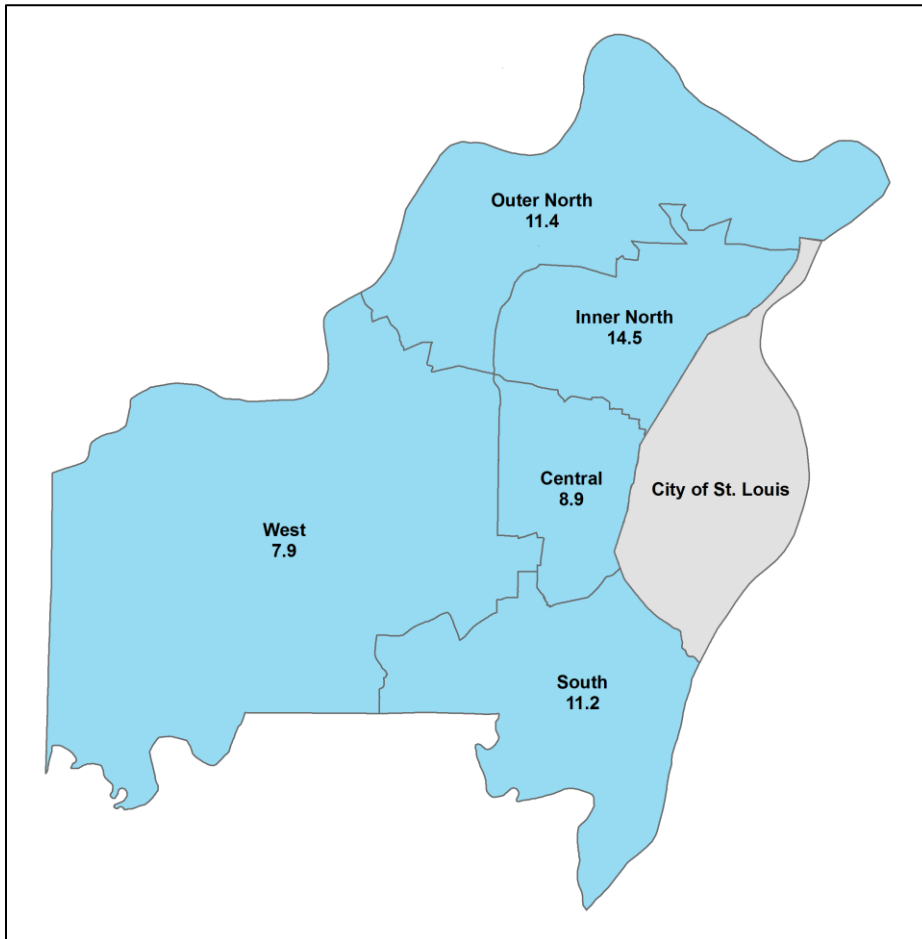 Outer North
11.4
Inner North
14.5
Central
8.9
City of St. Louis
West
7.9
South
11.2